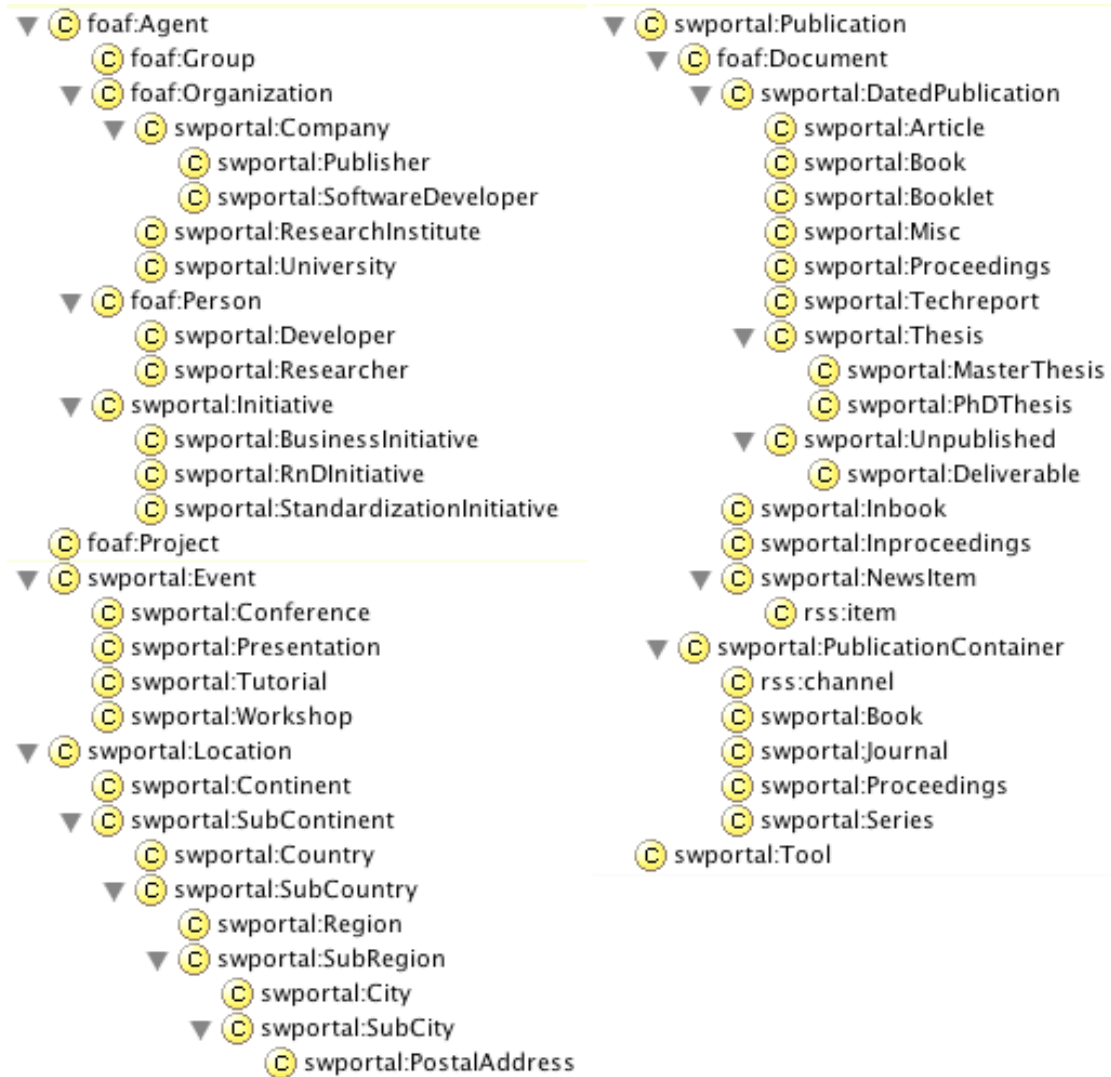 foaf:Agent
foaf:Group
foaf:Organization
swportal:Company
swportal:Publisher
swportal:SoftwareDeveloper
swportal:ResearchInstitute
swportal:University
foaf:Person
swportal:Developer
swportal:Researcher
swportal:Initiative
swportal:BusinessInitiative
swportal:RnDInitiative
swportal:StandardizationInitiative
foaf:Project
swportal:Event
swportal:Conference
swportal:Presentation
swportal:Tutorial
swportal:Workshop
swportal:Location
swportal:Continent
swportal:SubContinent
swportal:Country
swportal:SubCountry
swportal:Region
swportal:SubRegion
swportal:City
swportal:SubCity
swportal:PostalAddress
swportal:Publication
foaf:Document
swportal:DatedPublication
swportal:Article
swportal:Book
swportal:Booklet
swportal:Misc
swportal:Proceedings
swportal:Techreport
swportal:Thesis
swportal:MasterThesis
swportal:PhDThesis
swportal:Unpublished
swportal:Deliverable
swportal:Inbook
swportal:Inproceedings
swportal:NewsItem
rss:item
swportal:PublicationContainer
rss:channel
swportal:Book
swportal:Journal
swportal:Proceedings
swportal:Series
swportal:Tool